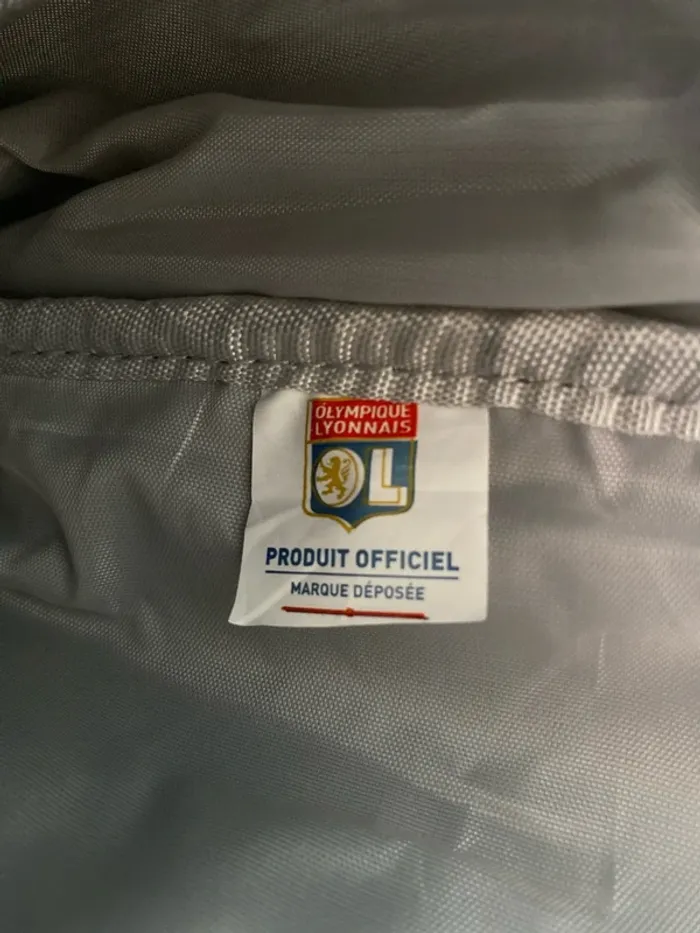 OLYMPIQUE
LYONNAIS
OL
PRODUIT OFFICIEL
MARQUE DÉPOSÉE